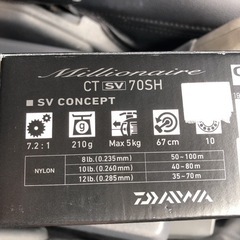 Millionaire
CT SV 70SH
SV CONCEPT
9
7.2 : 1 210g Max 5kg 67cm 10
NYLON
8lb. (0.235mm) 50-100m
10lb. (0.260mm) 40-80m
12lb. (0.285mm) 35-70m
DAIWA